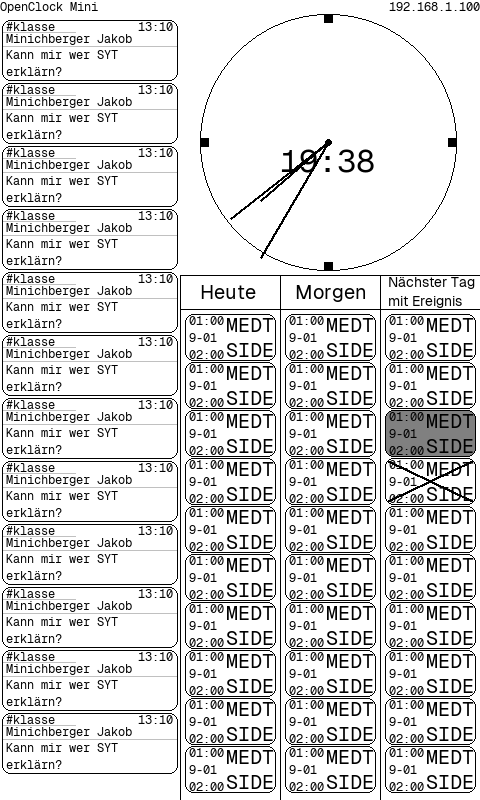 OpenClock Mini
192.168.1.100
#klasse 13:10
Minichberger Jakob
Kann mir wer SYT
erklärn?
#klasse 13:10
Minichberger Jakob
Kann mir wer SYT
erklärn?
#klasse 13:10
Minichberger Jakob
Kann mir wer SYT
erklärn?
#klasse 13:10
Minichberger Jakob
Kann mir wer SYT
erklärn?
#klasse 13:10
Minichberger Jakob
Kann mir wer SYT
erklärn?
#klasse 13:10
Minichberger Jakob
Kann mir wer SYT
erklärn?
#klasse 13:10
Minichberger Jakob
Kann mir wer SYT
erklärn?
#klasse 13:10
Minichberger Jakob
Kann mir wer SYT
erklärn?
#klasse 13:10
Minichberger Jakob
Kann mir wer SYT
erklärn?
#klasse 13:10
Minichberger Jakob
Kann mir wer SYT
erklärn?
#klasse 13:10
Minichberger Jakob
Kann mir wer SYT
erklärn?
#klasse 13:10
Minichberger Jakob
Kann mir wer SYT
erklärn?
19:38
Heute
01:00 MEDT
9-01
02:00 SIDE
01:00 MEDT
9-01
02:00 SIDE
01:00 MEDT
9-01
02:00 SIDE
01:00 MEDT
9-01
02:00 SIDE
01:00 MEDT
9-01
02:00 SIDE
01:00 MEDT
9-01
02:00 SIDE
01:00 MEDT
9-01
02:00 SIDE
01:00 MEDT
9-01
02:00 SIDE
01:00 MEDT
9-01
02:00 SIDE
01:00 MEDT
9-01
02:00 SIDE
Morgen
01:00 MEDT
9-01
02:00 SIDE
01:00 MEDT
9-01
02:00 SIDE
01:00 MEDT
9-01
02:00 SIDE
01:00 MEDT
9-01
02:00 SIDE
01:00 MEDT
9-01
02:00 SIDE
01:00 MEDT
9-01
02:00 SIDE
01:00 MEDT
9-01
02:00 SIDE
01:00 MEDT
9-01
02:00 SIDE
01:00 MEDT
9-01
02:00 SIDE
01:00 MEDT
9-01
02:00 SIDE
Nächster Tag
mit Ereignis
01:00 MEDT
9-01
02:00 SIDE
01:00 MEDT
9-01
02:00 SIDE
01:00 MEDT
9-01
02:00 SIDE
01:00 MEDT
9-01
02:00 SIDE
01:00 MEDT
9-01
02:00 SIDE
01:00 MEDT
9-01
02:00 SIDE
01:00 MEDT
9-01
02:00 SIDE
01:00 MEDT
9-01
02:00 SIDE
01:00 MEDT
9-01
02:00 SIDE
01:00 MEDT
9-01
02:00 SIDE